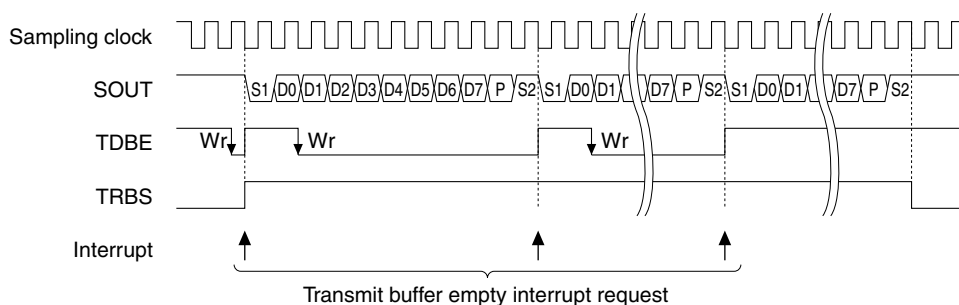 Sampling clock
SOUT S1 D0 D1 D2 D3 D4 D5 D6 D7 P S2 S1 D0 D1 D7 P S2 S1 D0 D1 D7 P S2
TDBE Wr Wr Wr
TRBS
Interrupt
Transmit buffer empty interrupt request